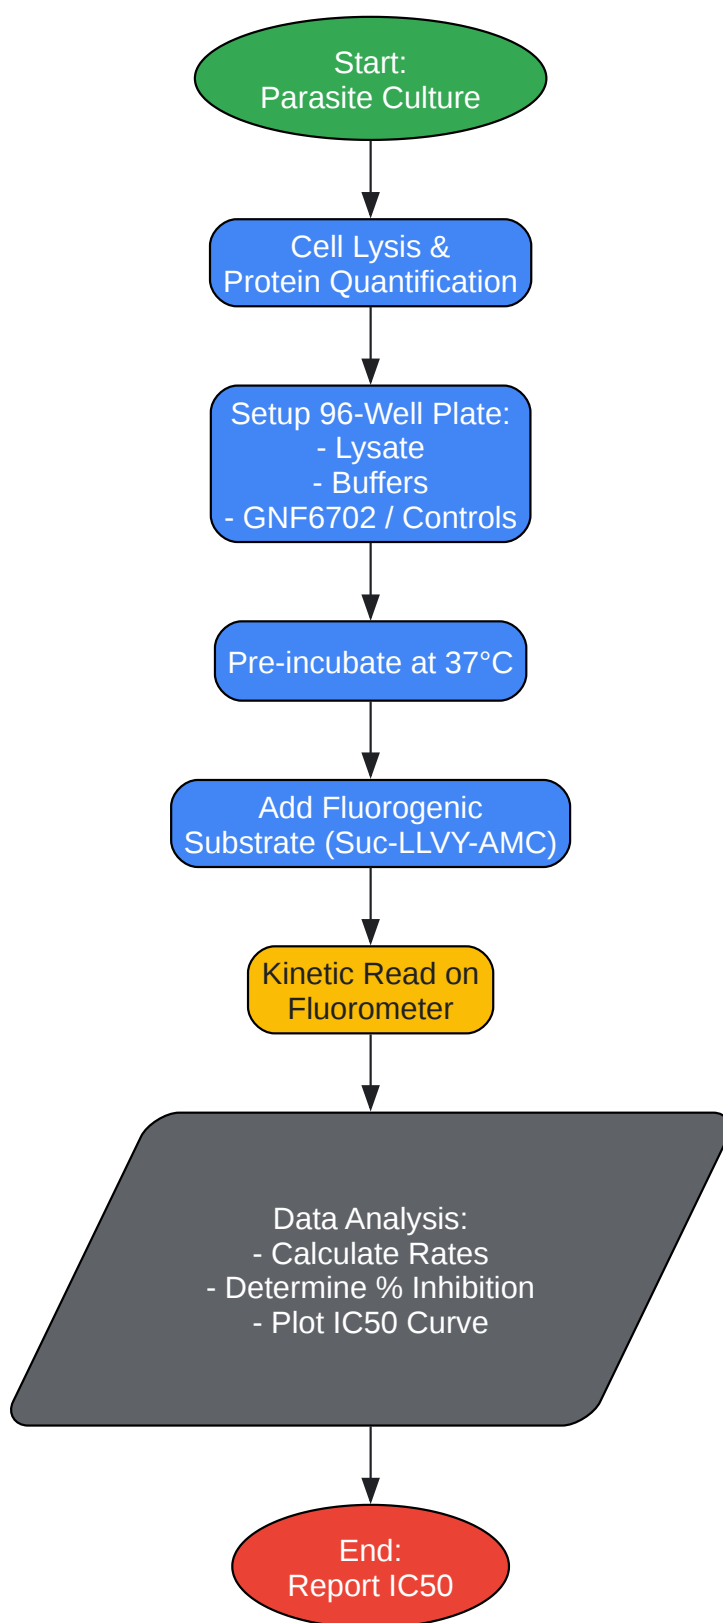 Start:
Parasite Culture
Cell Lysis &
Protein Quantification
Setup 96-Well Plate:
- Lysate
- Buffers
- GNF6702 / Controls
Pre-incubate at 37°C
Add Fluorogenic
Substrate (Suc-LLVY-AMC)
Kinetic Read on
Fluorometer
Data Analysis:
- Calculate Rates
- Determine % Inhibition
- Plot IC50 Curve
End:
Report IC50